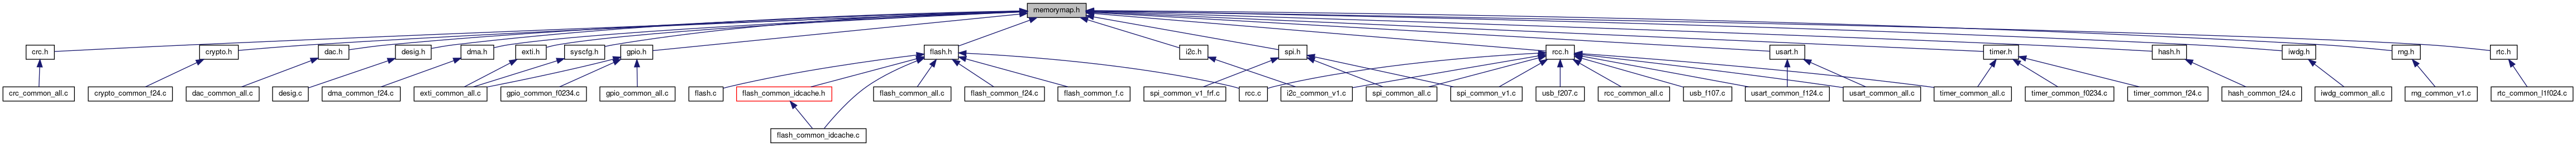 memorymap.h
crc.h
crypto.h
dac.h
desig.h
dma.h
exti.h
syscfg.h
gpio.h
flash.h
i2c.h
spi.h
rcc.h
usart.h
timer.h
hash.h
iwdg.h
rng.h
rtc.h
crc_common_all.c
crypto_common_f24.c
dac_common_all.c
desig.c
dma_common_f24.c
exti_common_all.c
gpio_common_f0234.c
gpio_common_all.c
flash.c
flash_common_idcache.h
flash_common_all.c
flash_common_f24.c
flash_common_f.c
spi_common_v1_frf.c
rcc.c
i2c_common_v1.c
spi_common_all.c
spi_common_v1.c
usb_f207.c
rcc_common_all.c
usb_f107.c
usart_common_f124.c
usart_common_all.c
timer_common_all.c
timer_common_f0234.c
timer_common_f24.c
hash_common_f24.c
iwdg_common_all.c
rng_common_v1.c
rtc_common_l1f024.c
flash_common_idcache.c